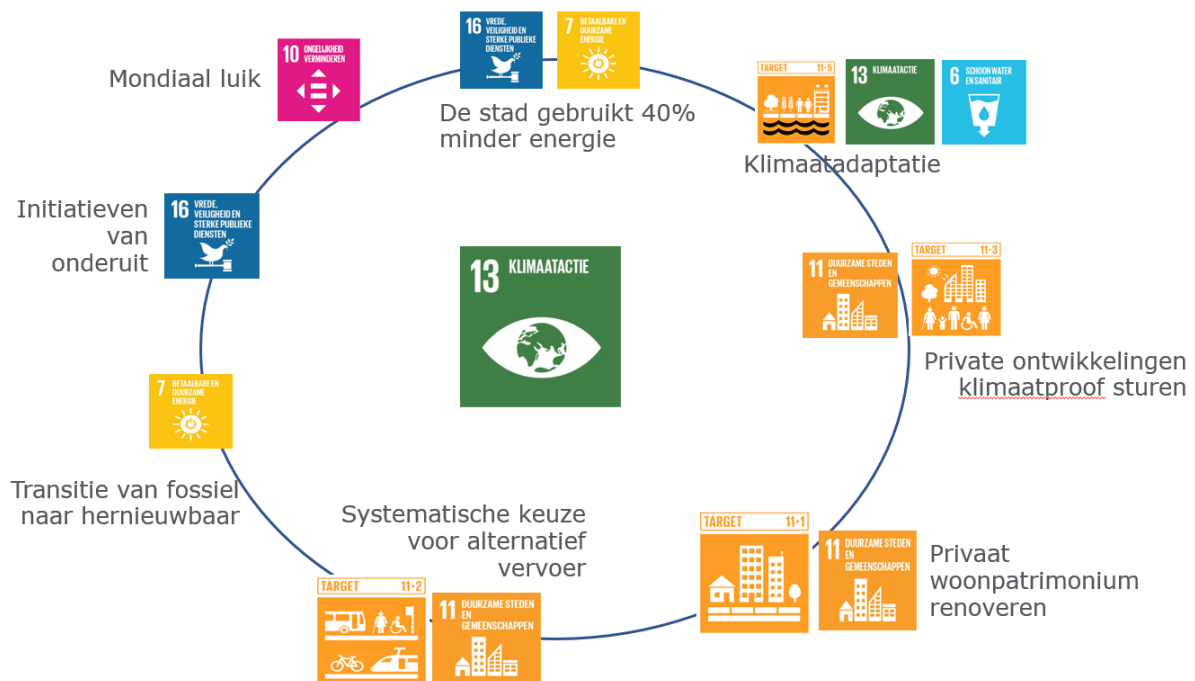 16 VREDE,
VEILIGHEID EN
STERKE PUBLIEKE
DIENSTEN
7 BETAALBARE EN
DUURZAME
ENERGIE
De stad gebruikt 40%
minder energie
TARGET 11·5
13 KLIMAATACTIE
6 SCHOON WATER
EN SANITAIR
Klimaatadaptatie
11 DUURZAME STEDEN
EN
GEMEENSCHAPPEN
TARGET 11·3
Private ontwikkelingen
klimaatproof sturen
TARGET 11·1
11 DUURZAME STEDEN
EN
GEMEENSCHAPPEN
Privaat
woonpatrimonium
renoveren
Systematische keuze
voor alternatief
vervoer
TARGET 11·2
11 DUURZAME STEDEN
EN
GEMEENSCHAPPEN
7 BETAALBARE EN
DUURZAME
ENERGIE
Transitie van fossiel
naar hernieuwbaar
Initiatieven
van
onderuit
16 VREDE,
VEILIGHEID EN
STERKE PUBLIEKE
DIENSTEN
Mondiaal luik
10 ONGELIJKHEID
VERMINDEREN
13 KLIMAATACTIE